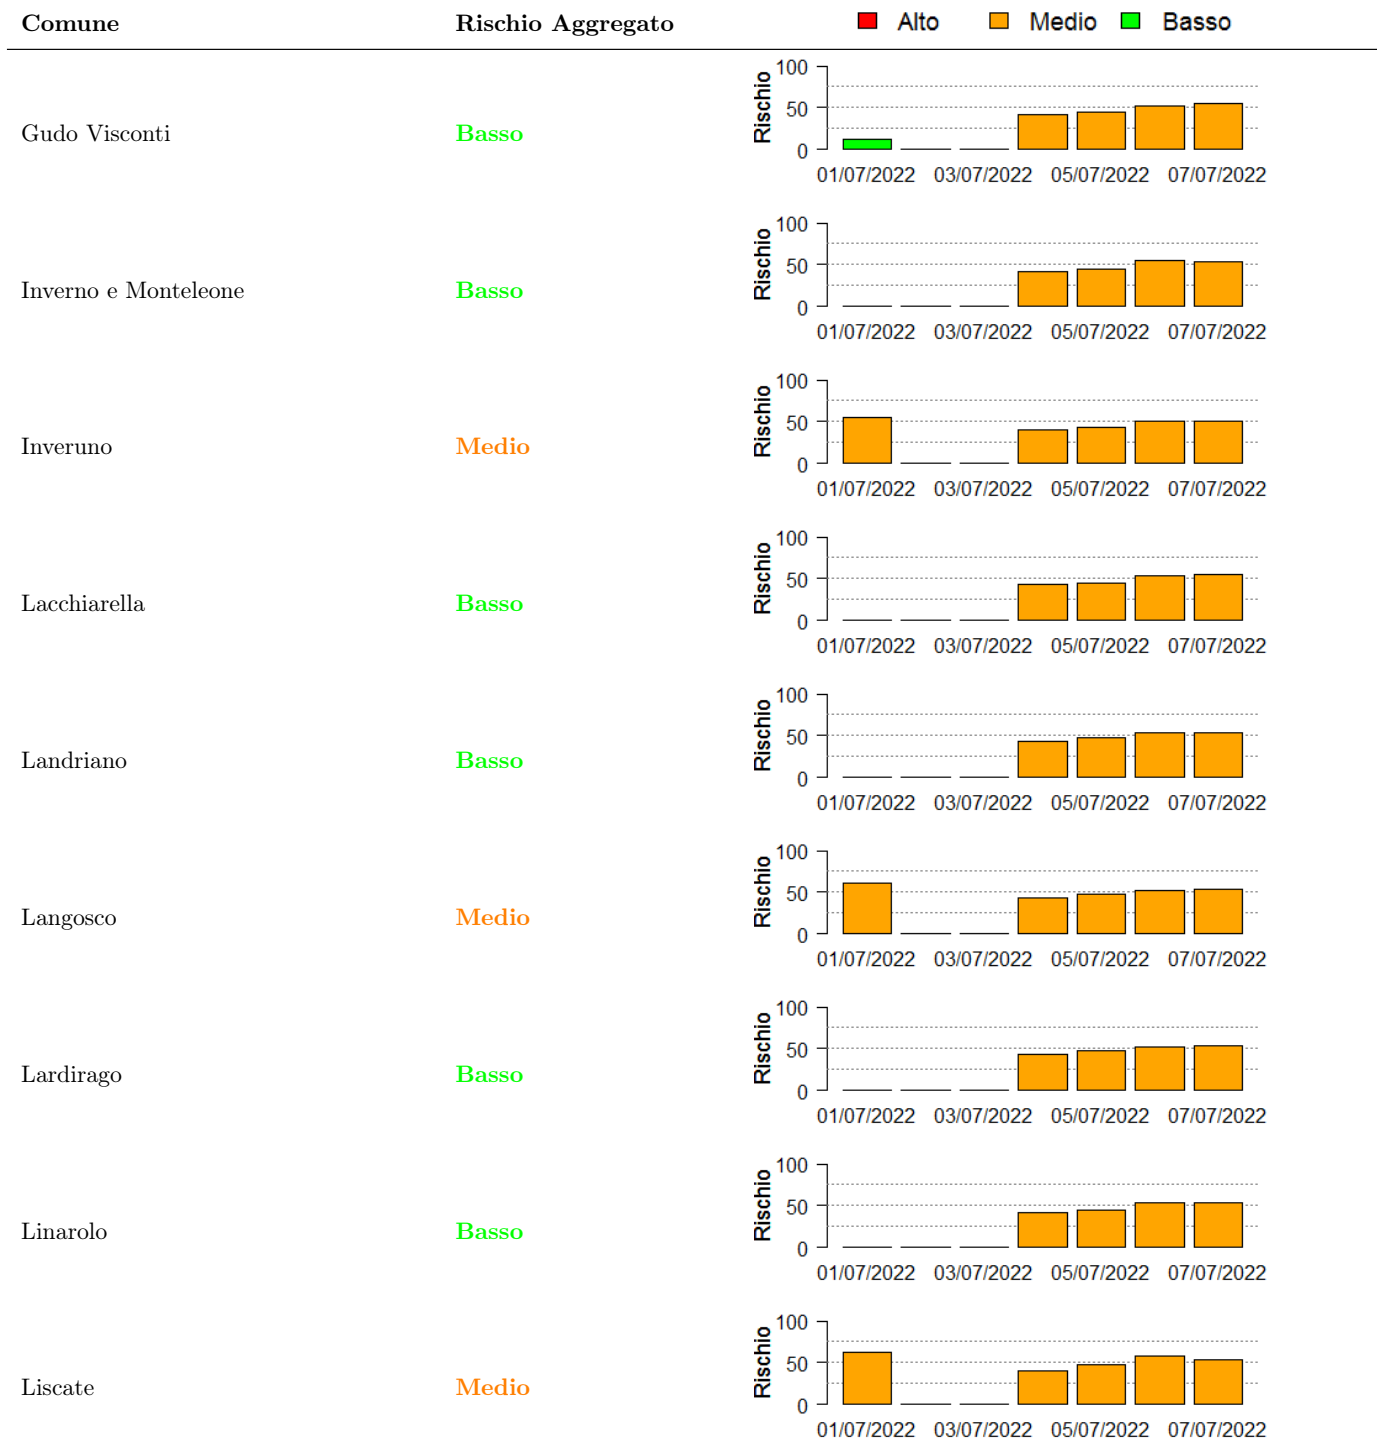 Comune Rischio Aggregato Alto Medio Basso
100
50
0
Rischio
Gudo Visconti Basso
01/07/2022 03/07/2022 05/07/2022 07/07/2022
100
50
0
Rischio
Inverno e Monteleone Basso
01/07/2022 03/07/2022 05/07/2022 07/07/2022
100
50
0
Rischio
Inveruno Medio
01/07/2022 03/07/2022 05/07/2022 07/07/2022
100
50
0
Rischio
Lacchiarella Basso
01/07/2022 03/07/2022 05/07/2022 07/07/2022
100
50
0
Rischio
Landriano Basso
01/07/2022 03/07/2022 05/07/2022 07/07/2022
100
50
0
Rischio
Langosco Medio
01/07/2022 03/07/2022 05/07/2022 07/07/2022
100
50
0
Rischio
Lardirago Basso
01/07/2022 03/07/2022 05/07/2022 07/07/2022
100
50
0
Rischio
Linarolo Basso
01/07/2022 03/07/2022 05/07/2022 07/07/2022
100
50
0
Rischio
Liscate Medio
01/07/2022 03/07/2022 05/07/2022 07/07/2022